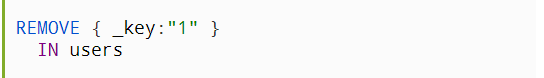 REMOVE { _key:"1" }
  IN users